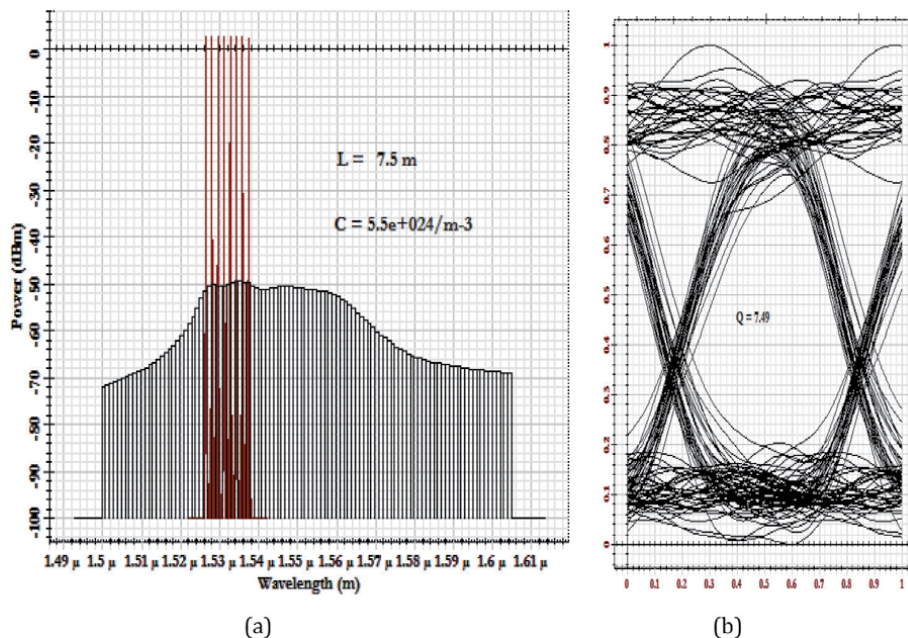 0
-10
-20
-30
-40
-50
-60
-70
-80
-90
-100
Power (dBm)
L = 7.5 m
C = 5.5e+024/m-3
1.49 µ 1.5 µ 1.51 µ 1.52 µ 1.53 µ 1.54 µ 1.55 µ 1.56 µ 1.57 µ 1.58 µ 1.59 µ 1.6 µ 1.61 µ
Wavelength (m)
(a)
1
0.9
0.8
0.7
0.6
0.5
0.4
0.3
0.2
0.1
0
Q = 7.49
0 0.1 0.2 0.3 0.4 0.5 0.6 0.7 0.8 0.9 1
(b)